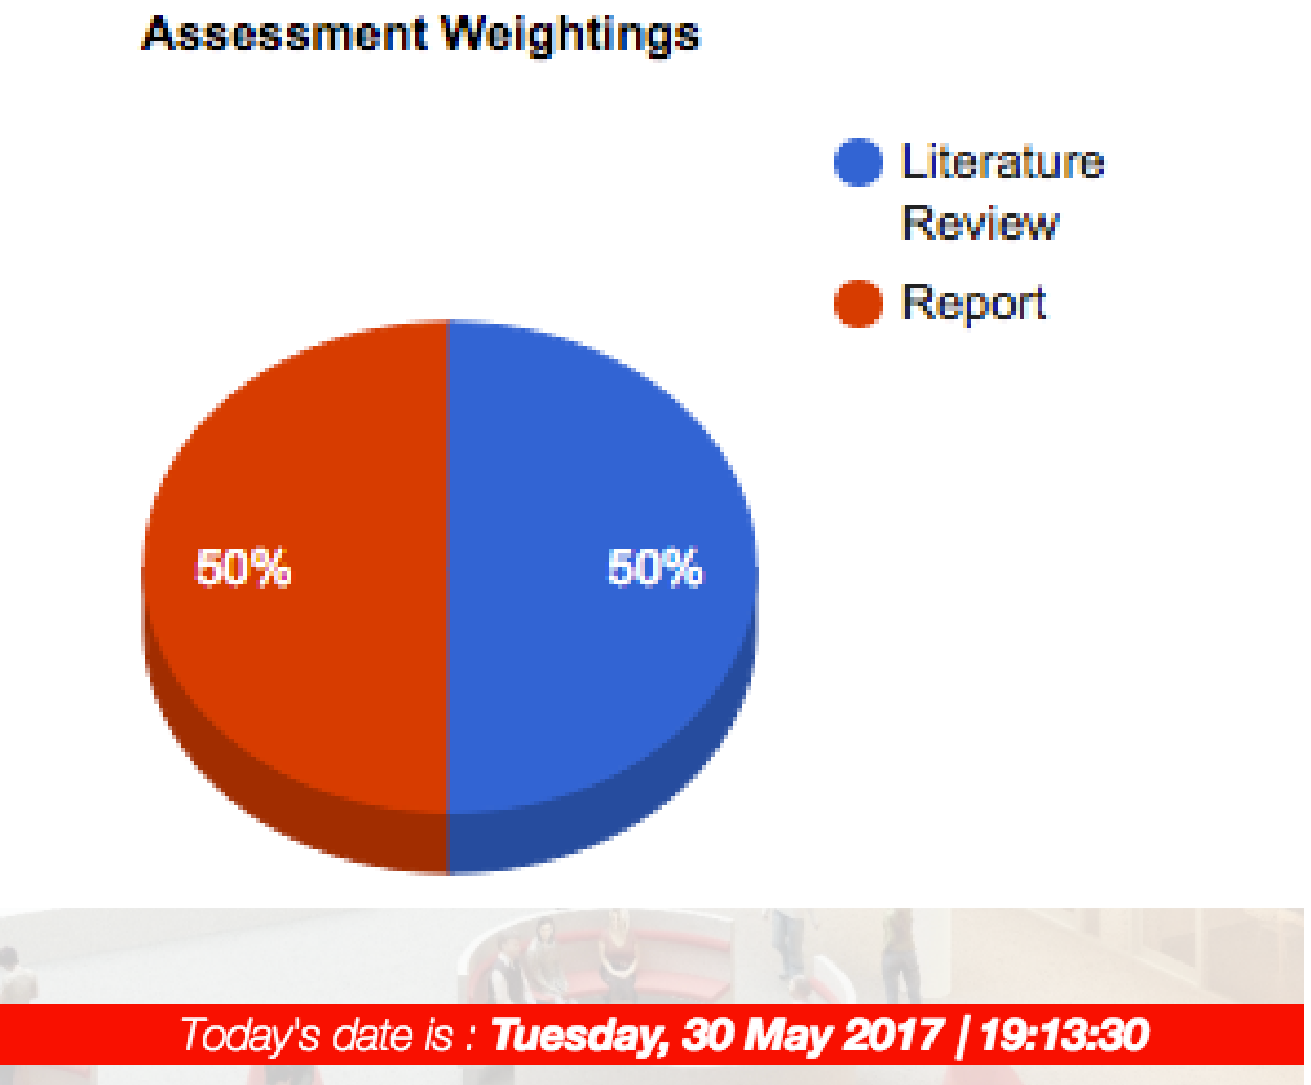 Assessment Weightings
Literature
Review
Report
50%
50%
Today's date is : Tuesday, 30 May 2017 | 19:13:30